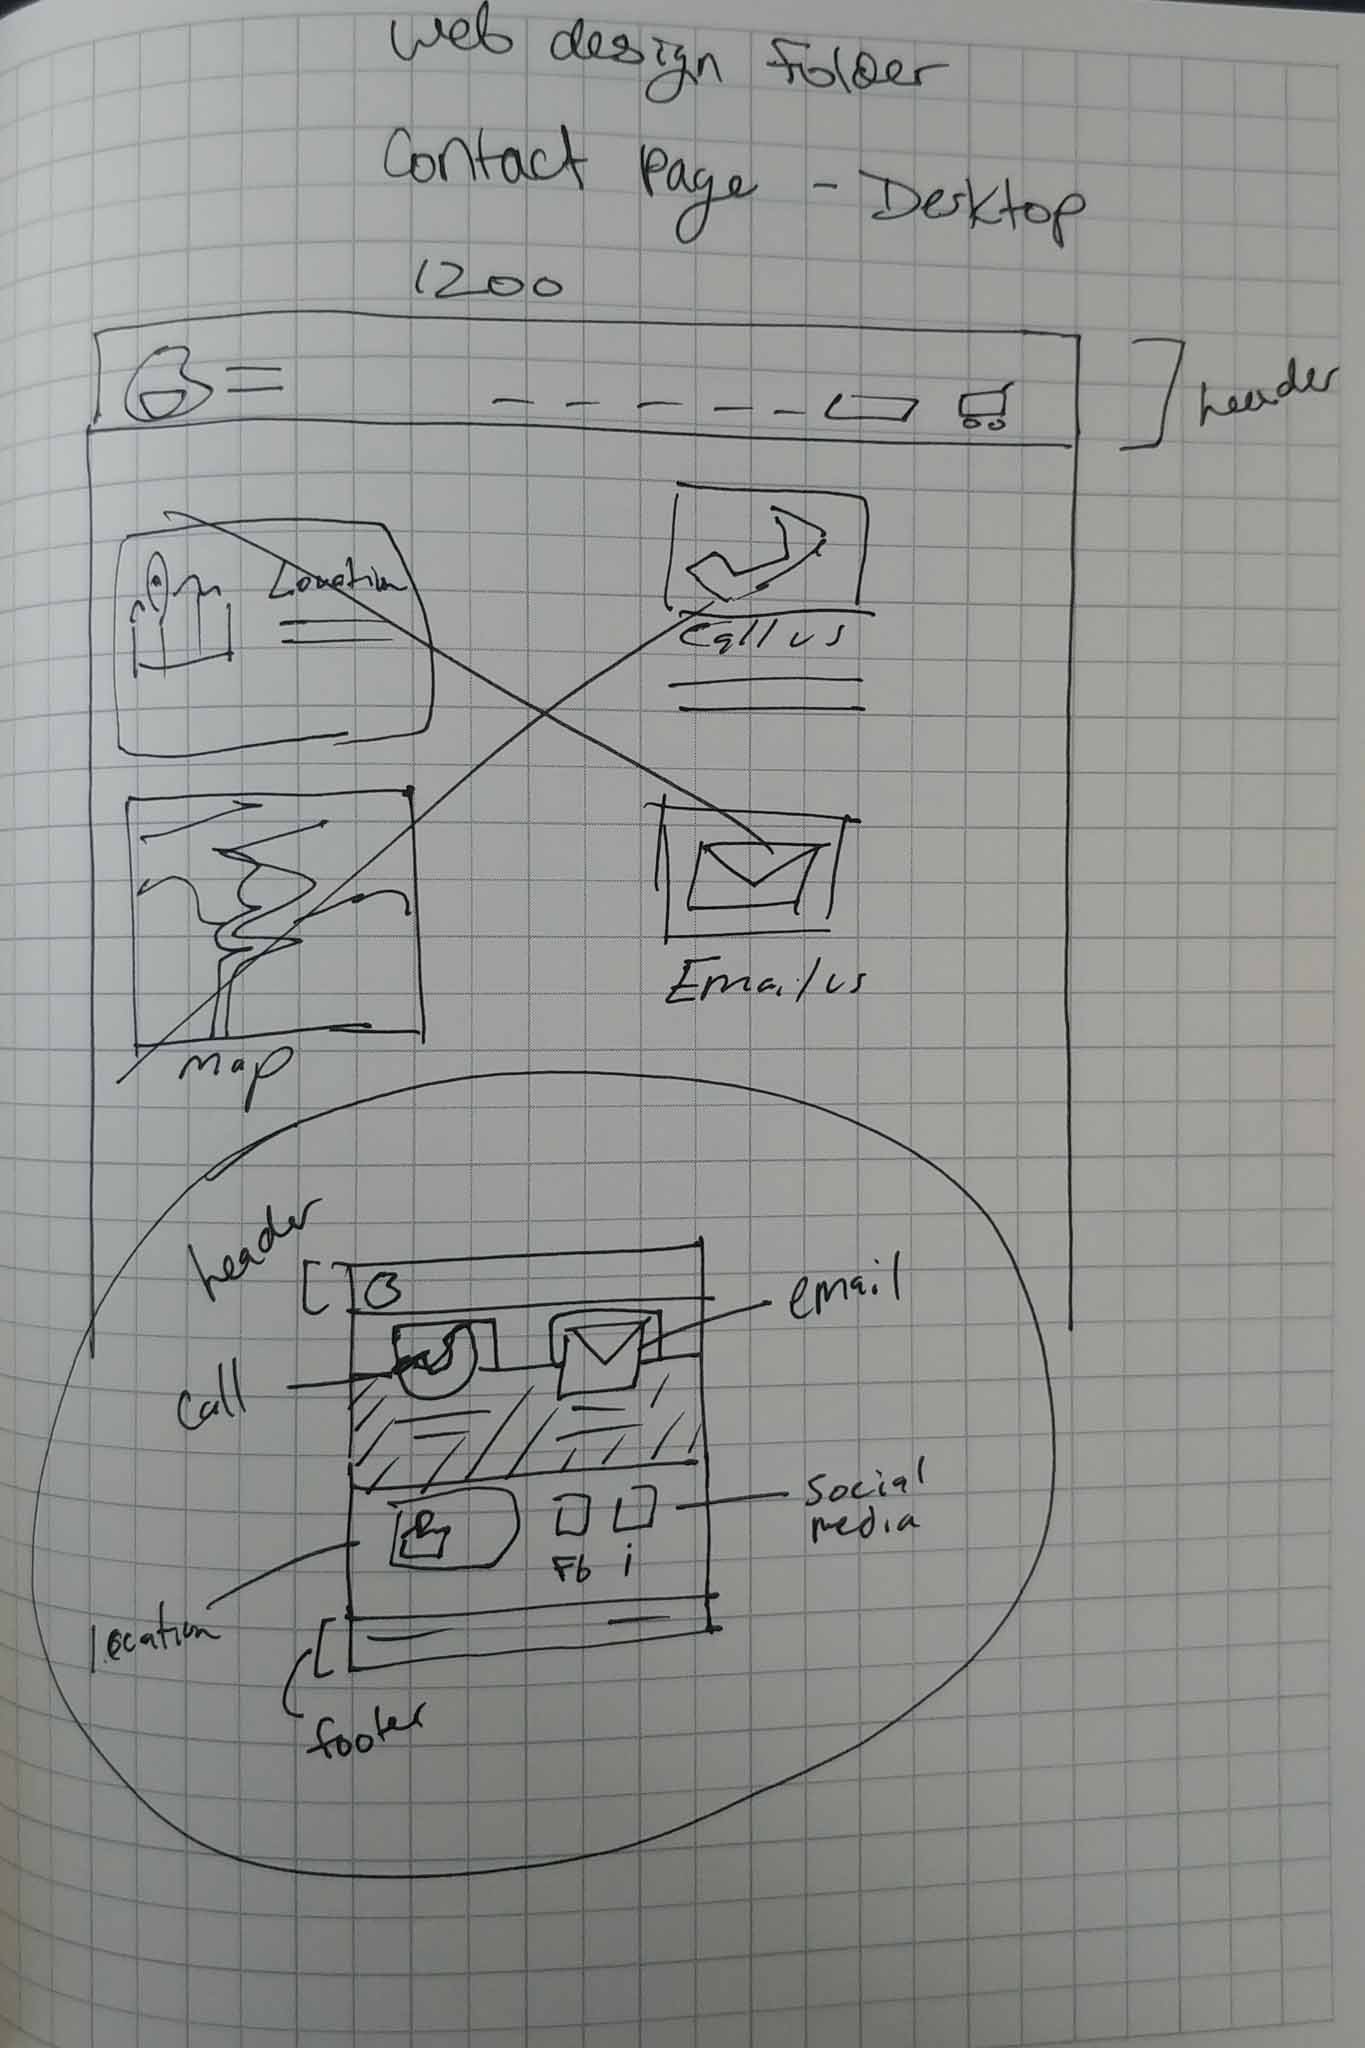 web design Folder
Contact Page - Desktop
1200
header
Location
Call us
Email us
map
header
B
email
Call
social
media
Fb i
location
footer